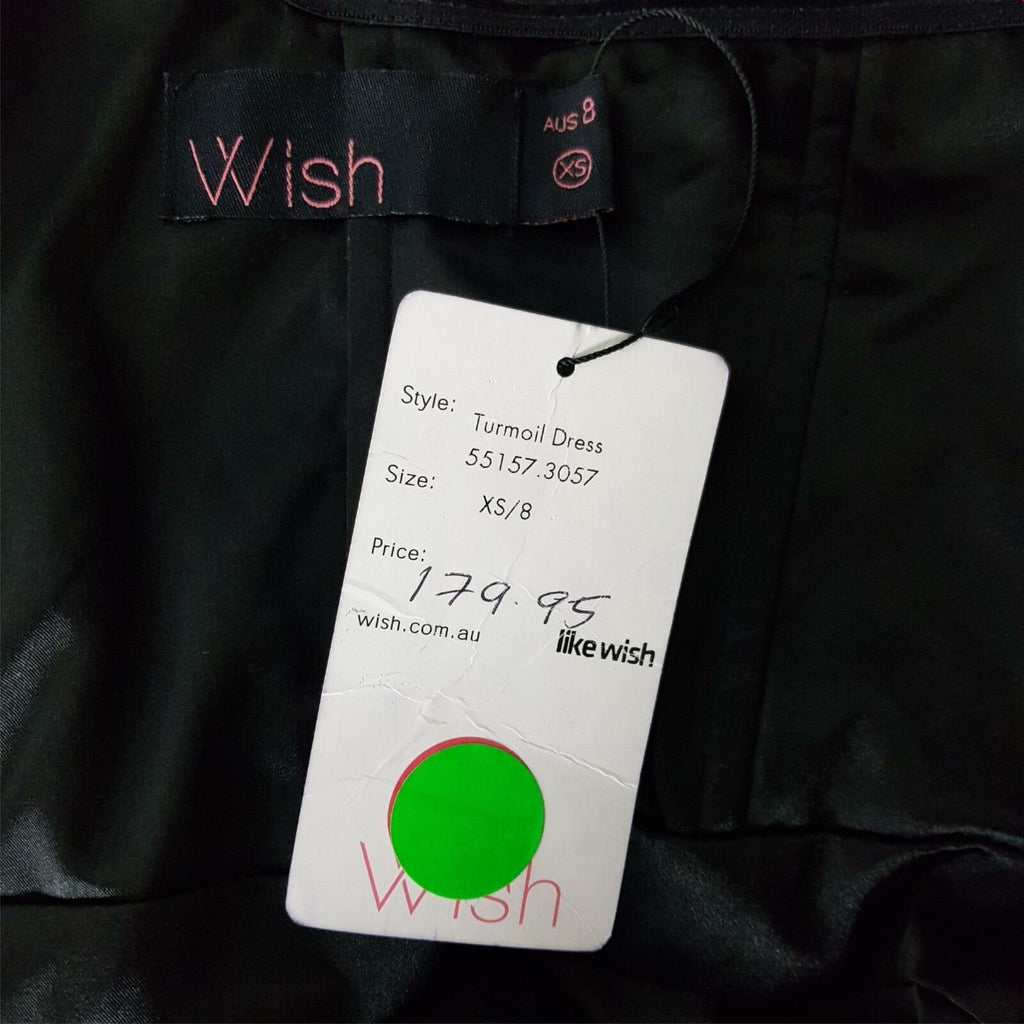 Wish
AUS 8
XS
Style:
Turmoil Dress
55157.3057
Size:
XS/8
Price:
179.95
wish.com.au
like wish
Wish